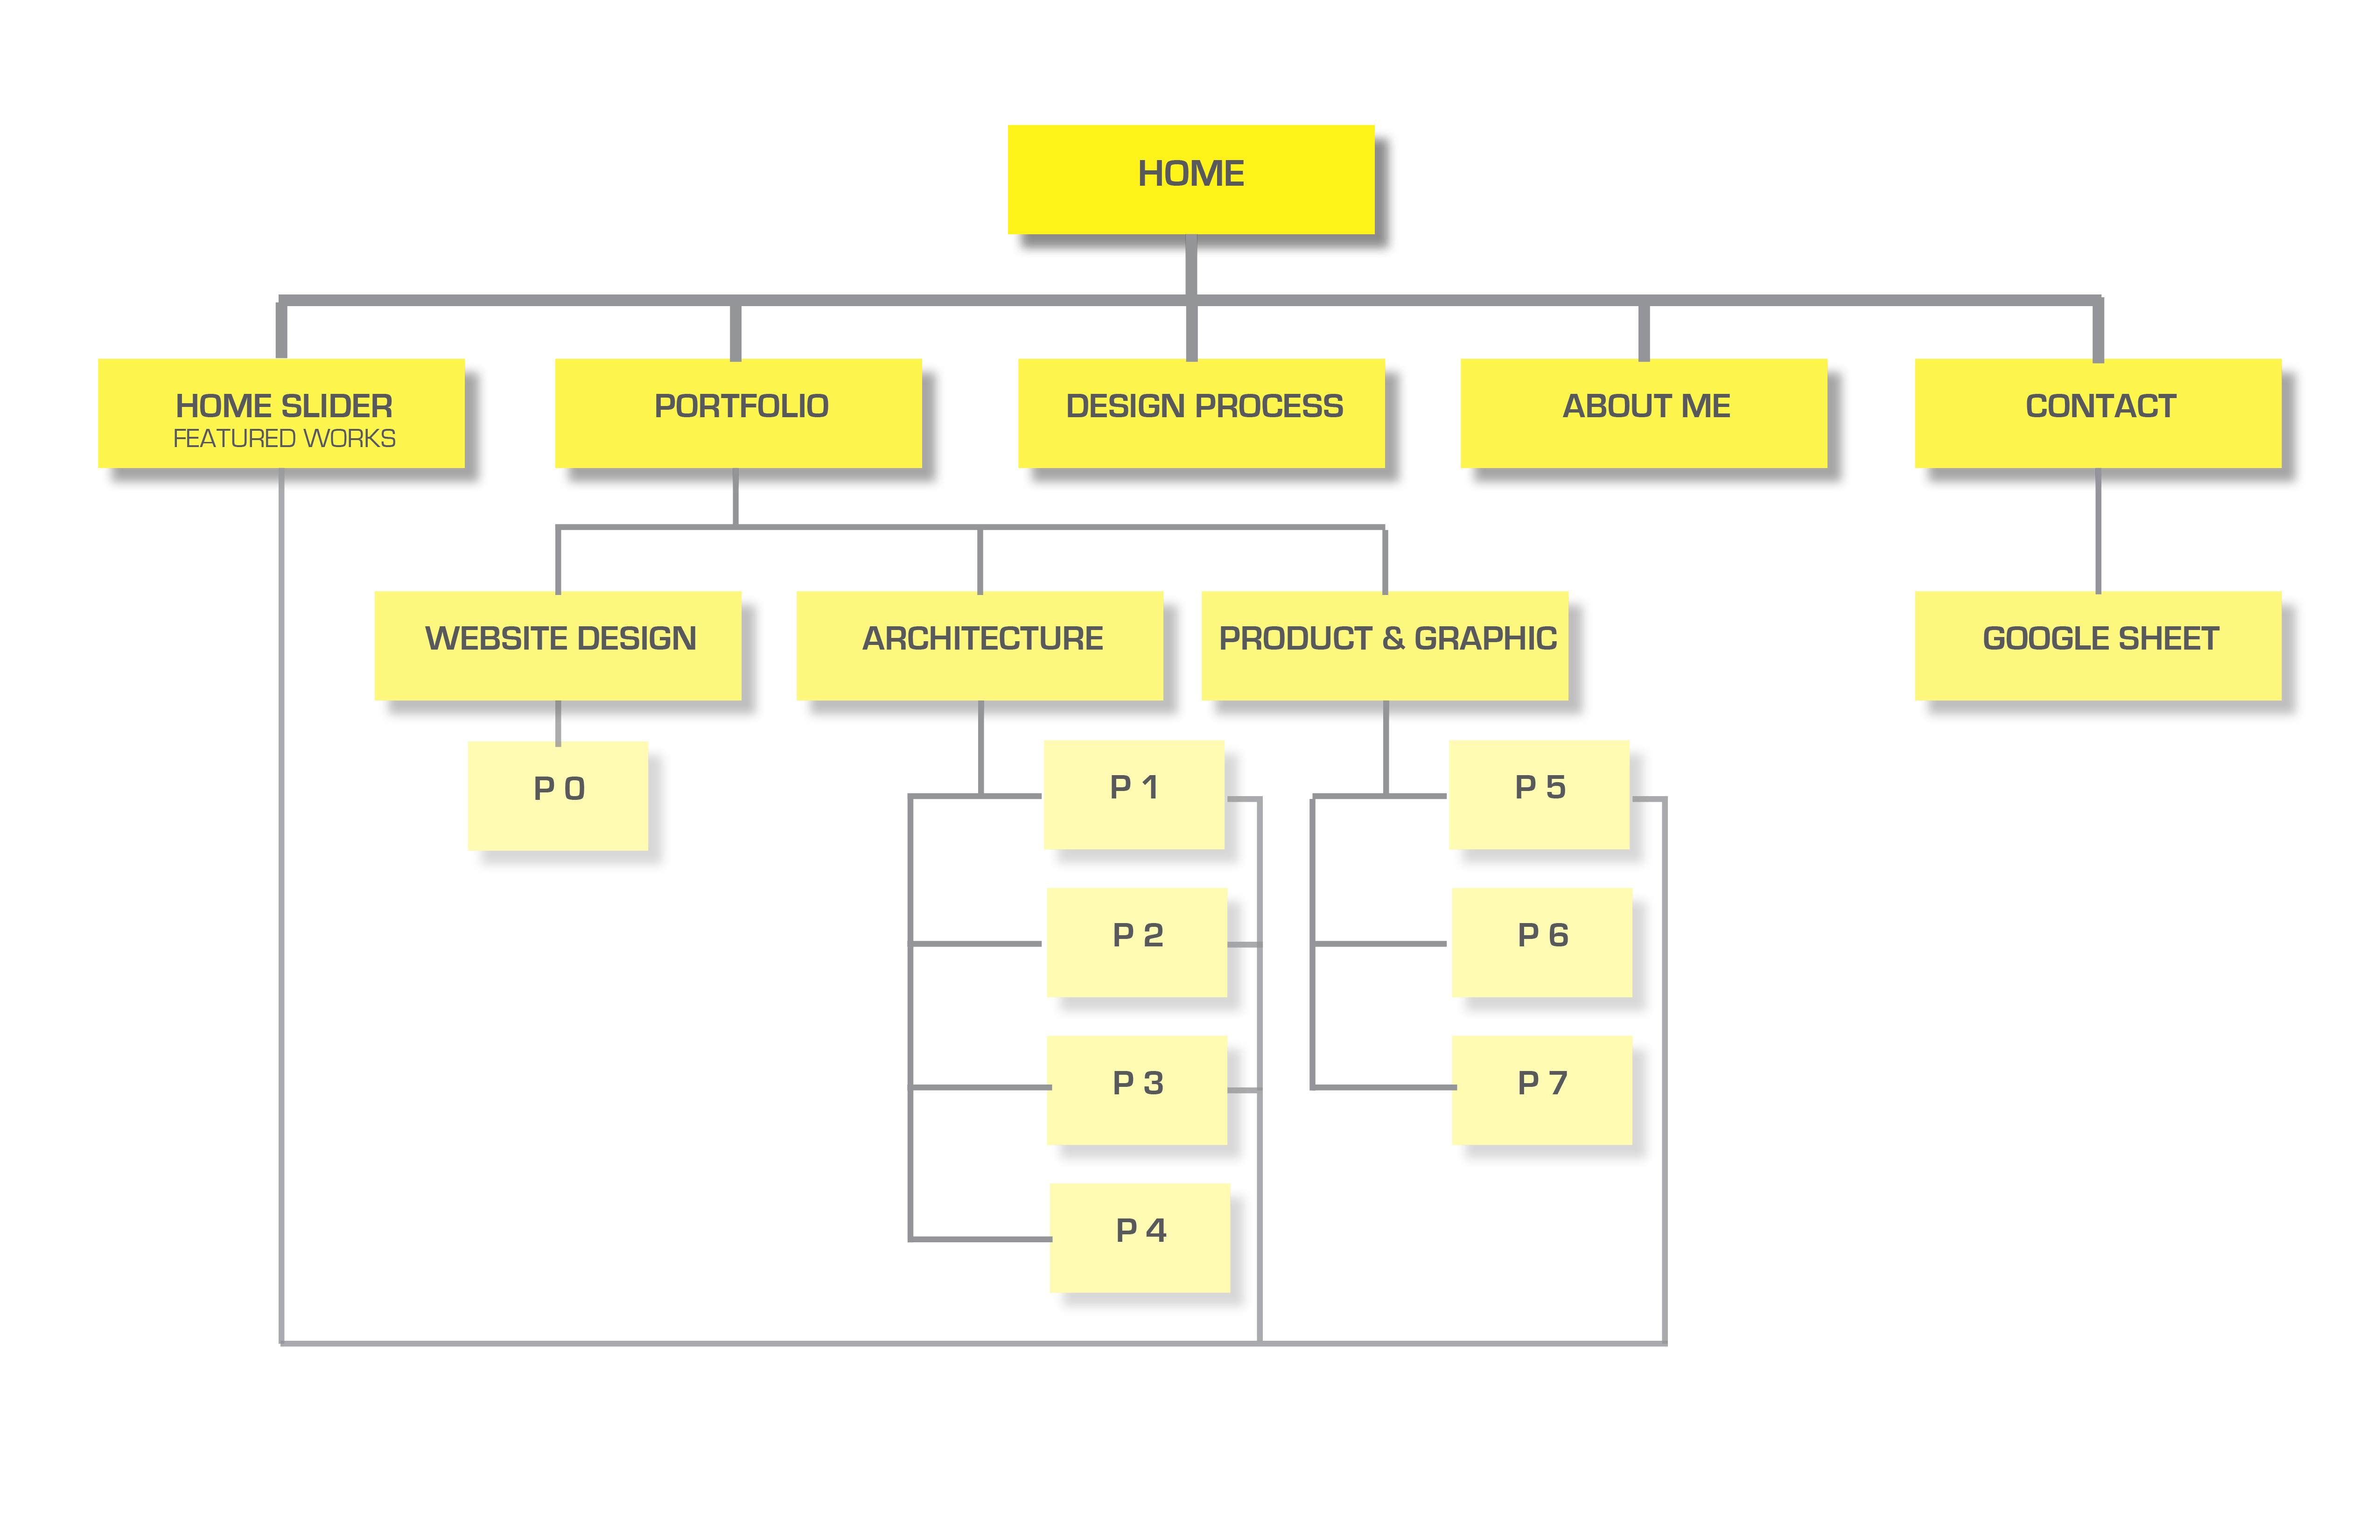 HOME
HOME SLIDER
FEATURED WORKS
PORTFOLIO
DESIGN PROCESS
ABOUT ME
CONTACT
WEBSITE DESIGN
ARCHITECTURE
PRODUCT & GRAPHIC
GOOGLE SHEET
P 0
P 1
P 2
P 3
P 4
P 5
P 6
P 7